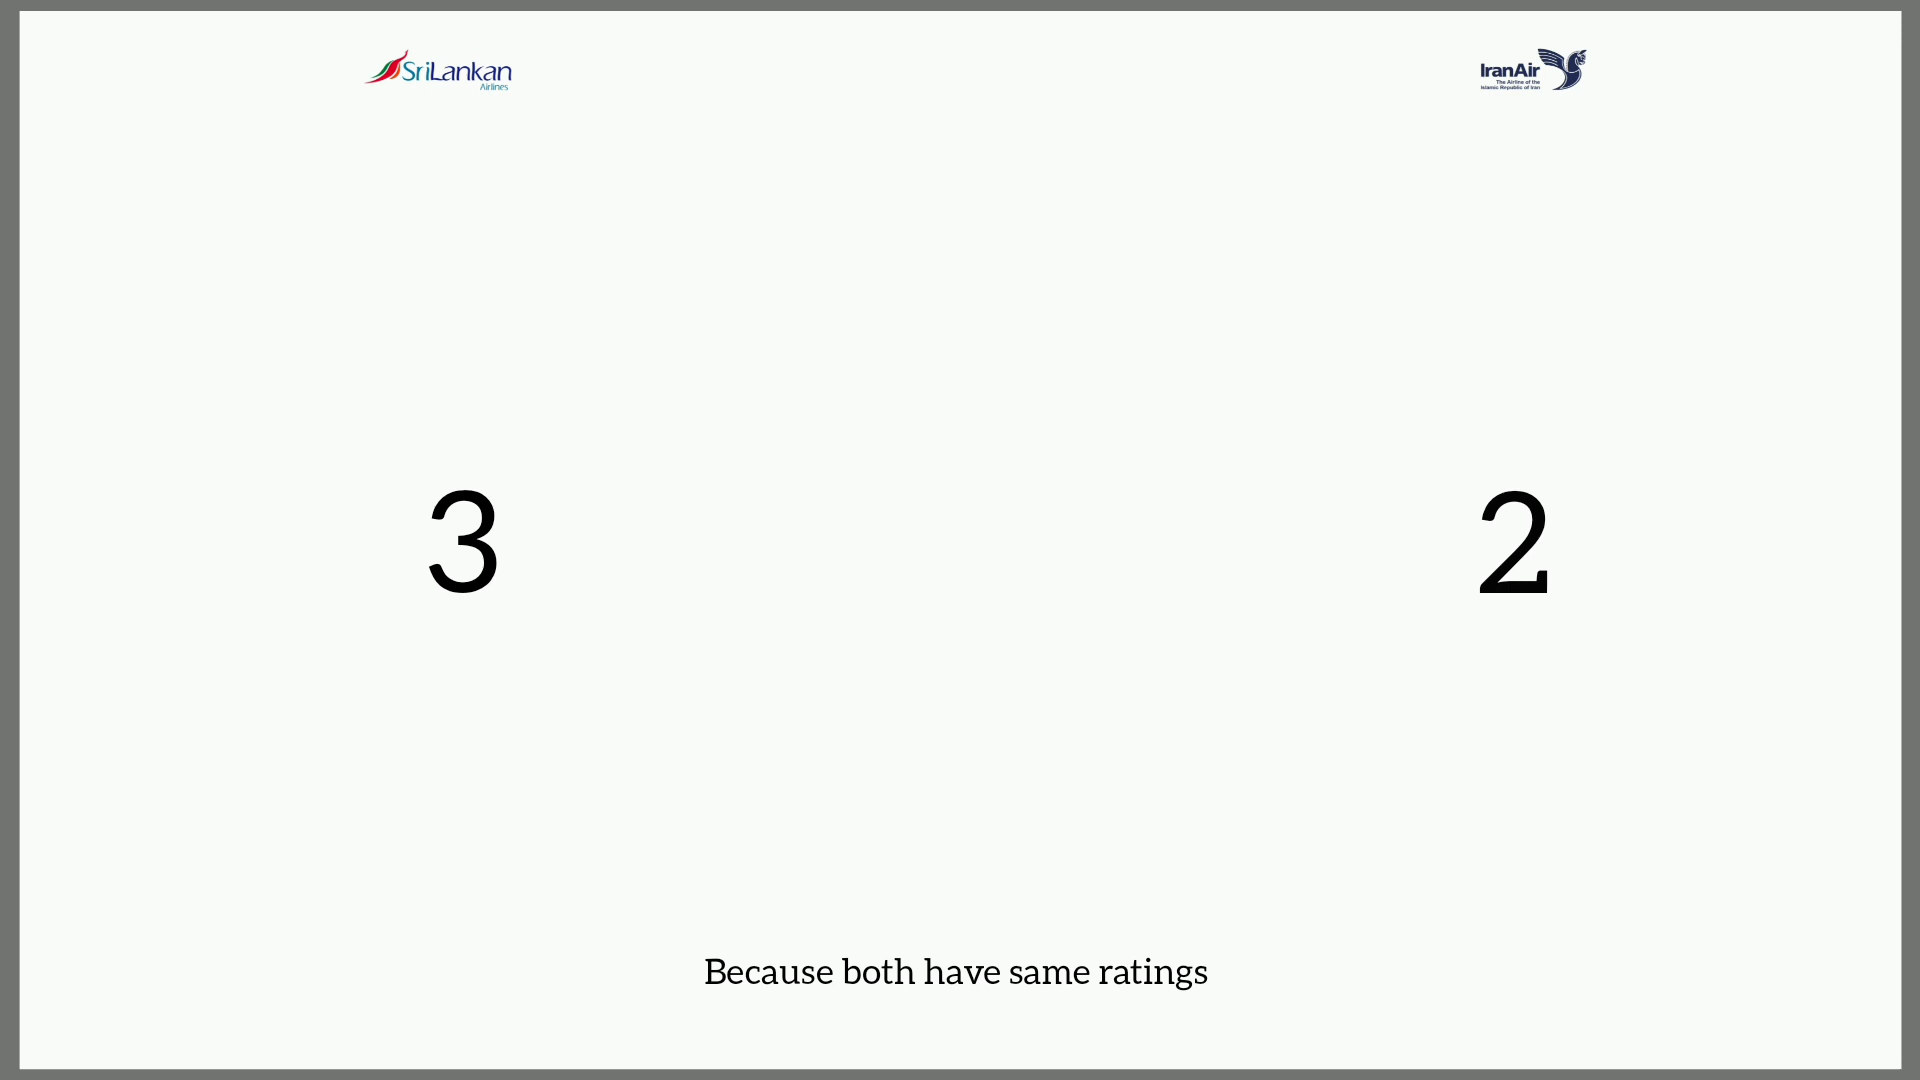 SriLankan
Airlines
IranAir
The Airline of the
Islamic Republic of Iran
3
2
Because both have same ratings